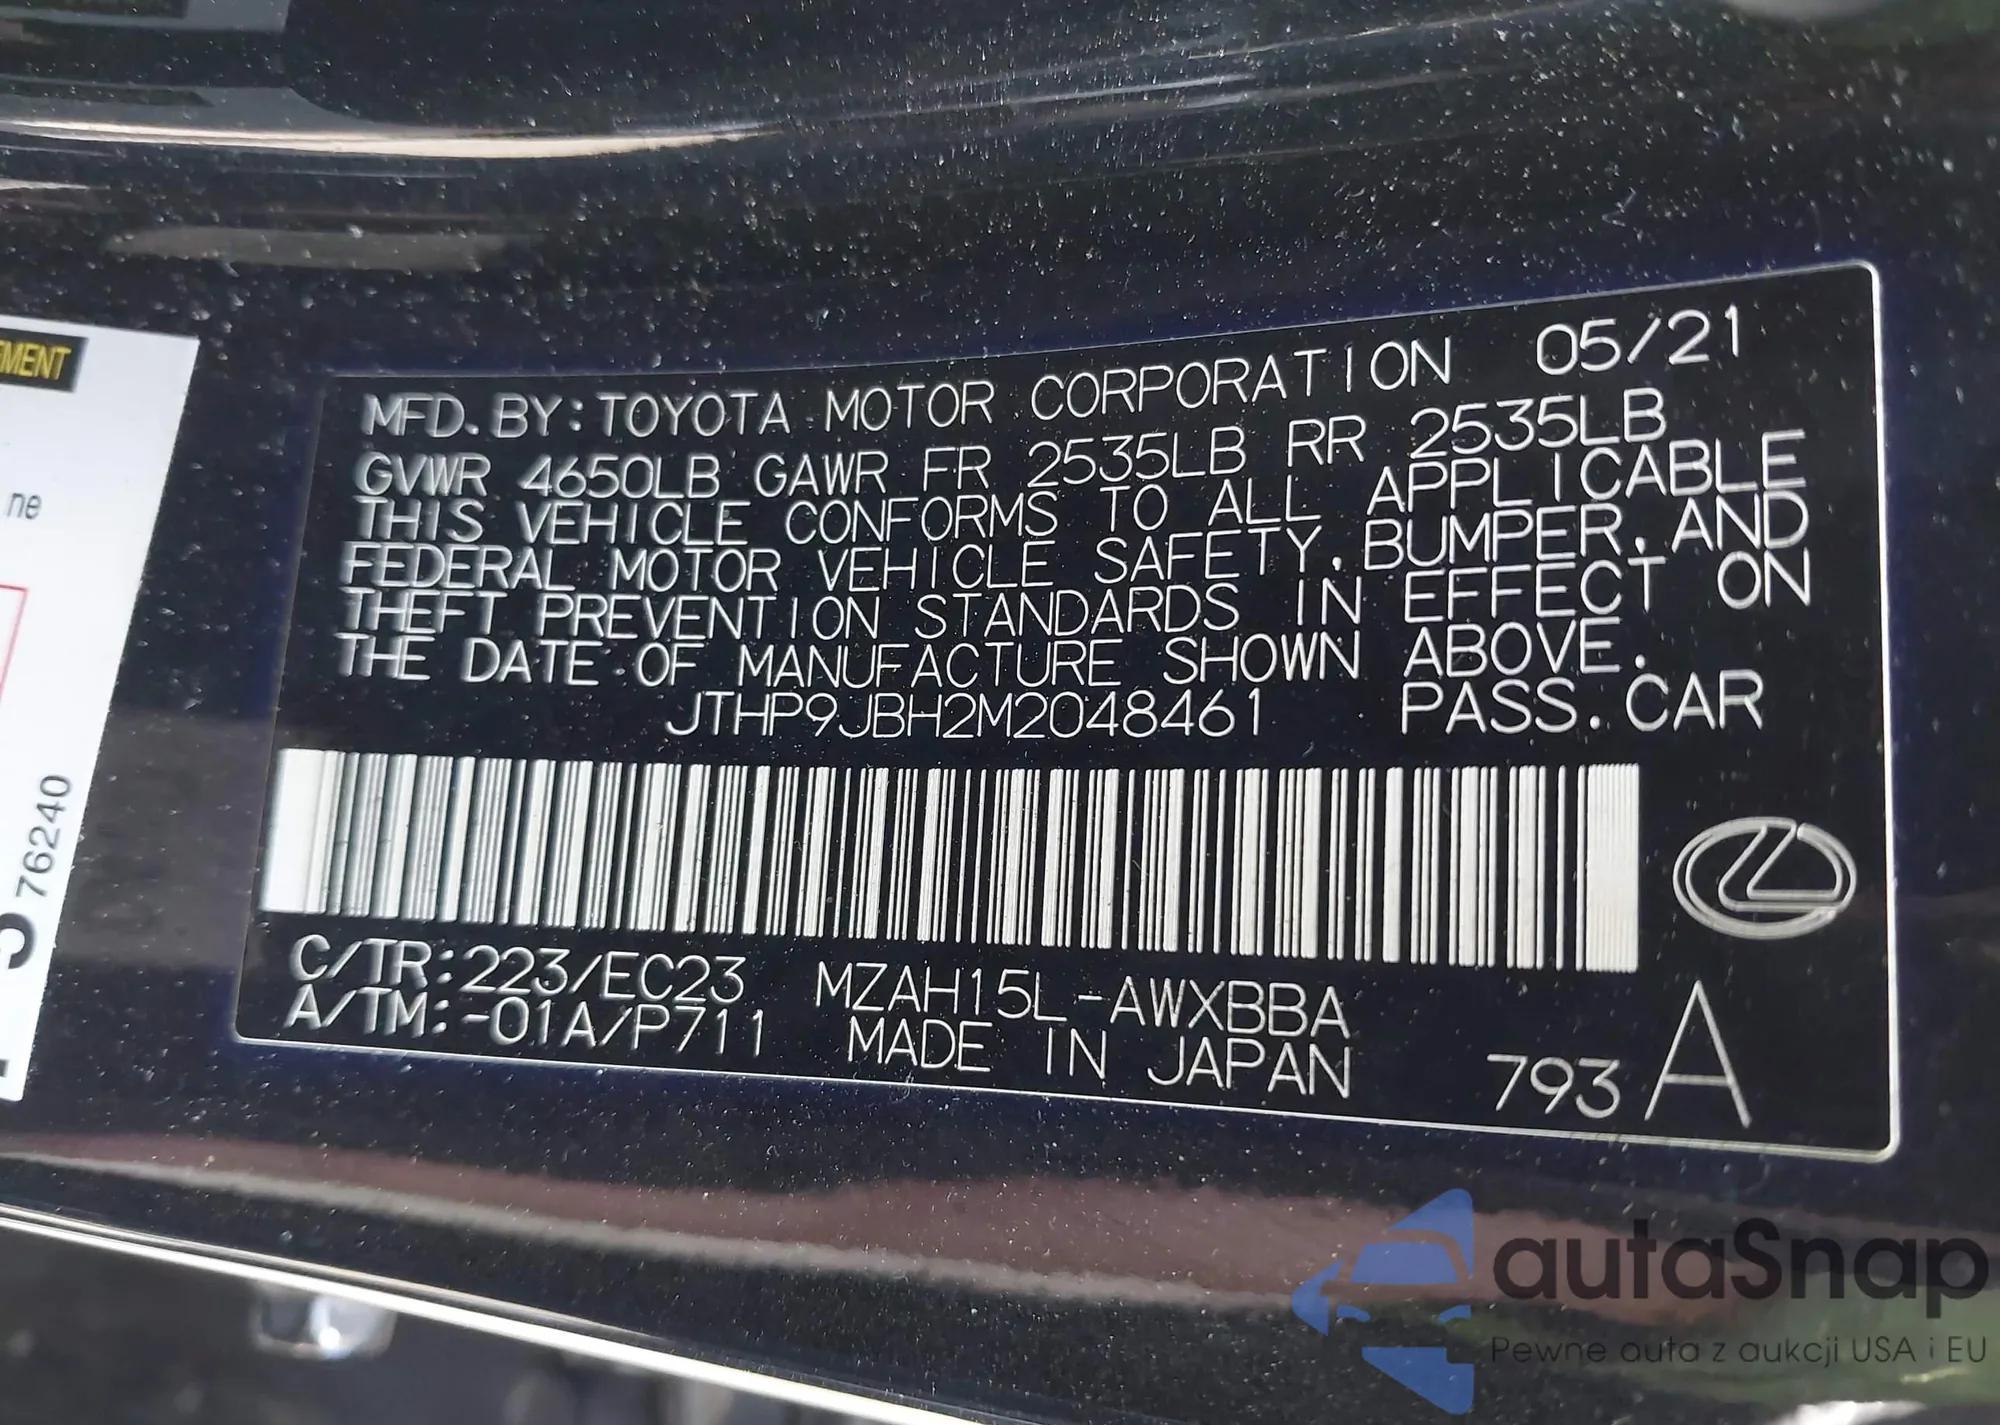 EMENT
ne
76240
MFD. BY: TOYOTA MOTOR CORPORATION 05/21
GVWR 4650LB GAWR FR 2535LB RR 2535LB
THIS VEHICLE CONFORMS TO ALL APPLICABLE
FEDERAL MOTOR VEHICLE SAFETY, BUMPER, AND
THEFT PREVENTION STANDARDS IN EFFECT ON
THE DATE OF MANUFACTURE SHOWN ABOVE.
JTHP9JBH2M2048461 PASS. CAR
C/TR: 223/EC23 MZAH15L-AWXBBA
A/TM: -01A/P711 MADE IN JAPAN 793 A
autaSnap
Pewne auta z aukcji USA i EU